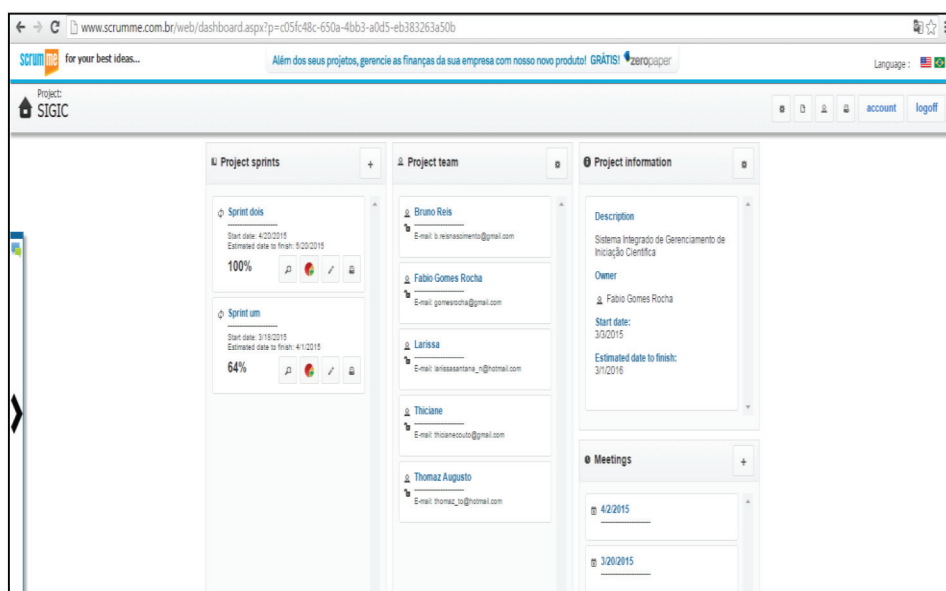 www.scrumme.com.br/web/dashboard.aspx?p=c05fc48c-650a-4bb3-a0d5-eb383263a50b
scrum me for your best ideas...
Além dos seus projetos, gerencie as finanças da sua empresa com nosso novo produto! GRÁTIS! zeropaper
Language :
Project:
SIGIC
account
logoff
Project sprints
+
Sprint dois
Start date: 4/20/2015
Estimated date to finish: 5/20/2015
100%
Sprint um
Start date: 3/18/2015
Estimated date to finish: 4/1/2015
64%
Project team
Bruno Reis
E-mail: b.reisnascimento@gmail.com
Fabio Gomes Rocha
E-mail: gomesrocha@gmail.com
Larissa
E-mail: larissasantana_n@hotmail.com
Thiciane
E-mail: thicianecouto@gmail.com
Thomaz Augusto
E-mail: thomaz_to@hotmail.com
Project information
Description
Sistema Integrado de Gerenciamento de
Iniciação Científica
Owner
Fabio Gomes Rocha
Start date:
3/3/2015
Estimated date to finish:
3/1/2016
Meetings
+
4/2/2015
3/20/2015